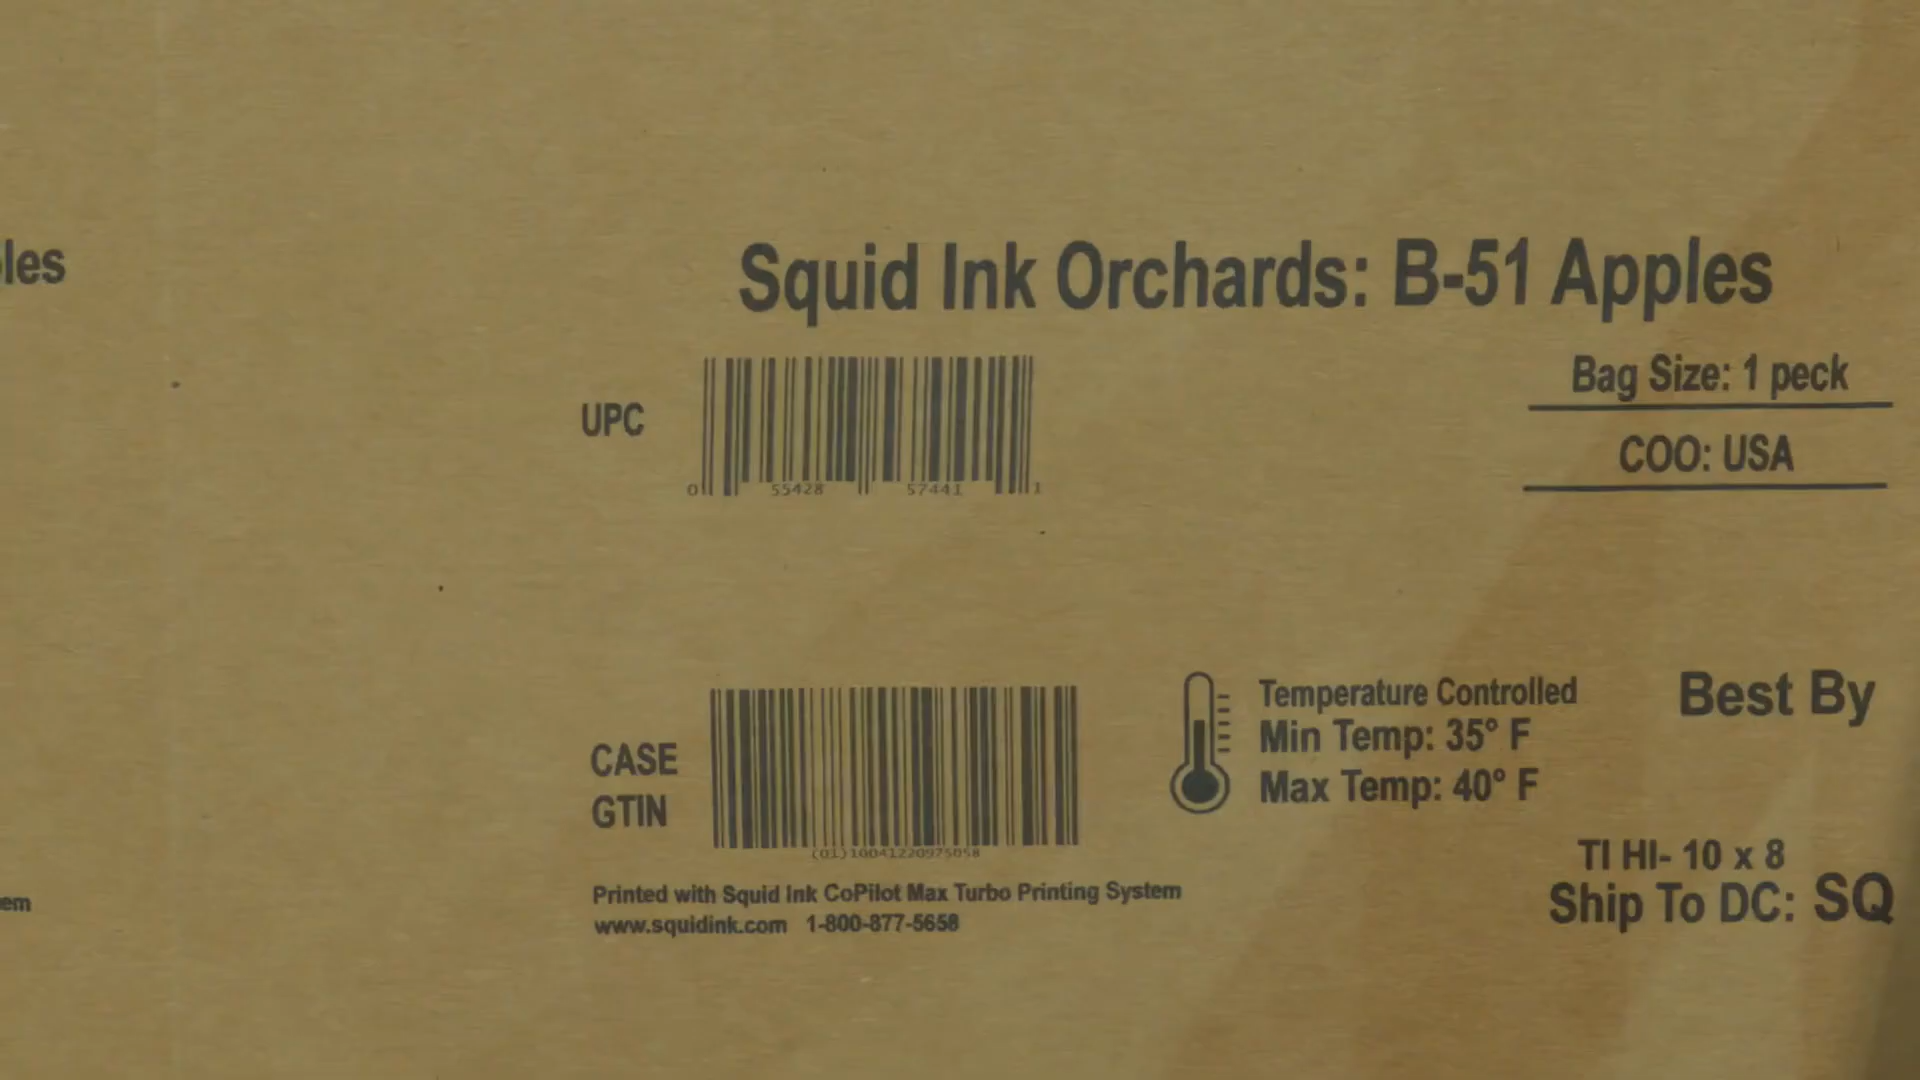 les
Squid Ink Orchards: B-51 Apples
UPC
0 55428 57441 1
Bag Size: 1 peck
COO: USA
CASE
GTIN
(01)10041220975058
Temperature Controlled
Min Temp: 35° F
Max Temp: 40° F
Best By
TI HI- 10 x 8
Ship To DC: SQ
em
Printed with Squid Ink CoPilot Max Turbo Printing System
www.squidink.com 1-800-877-5658